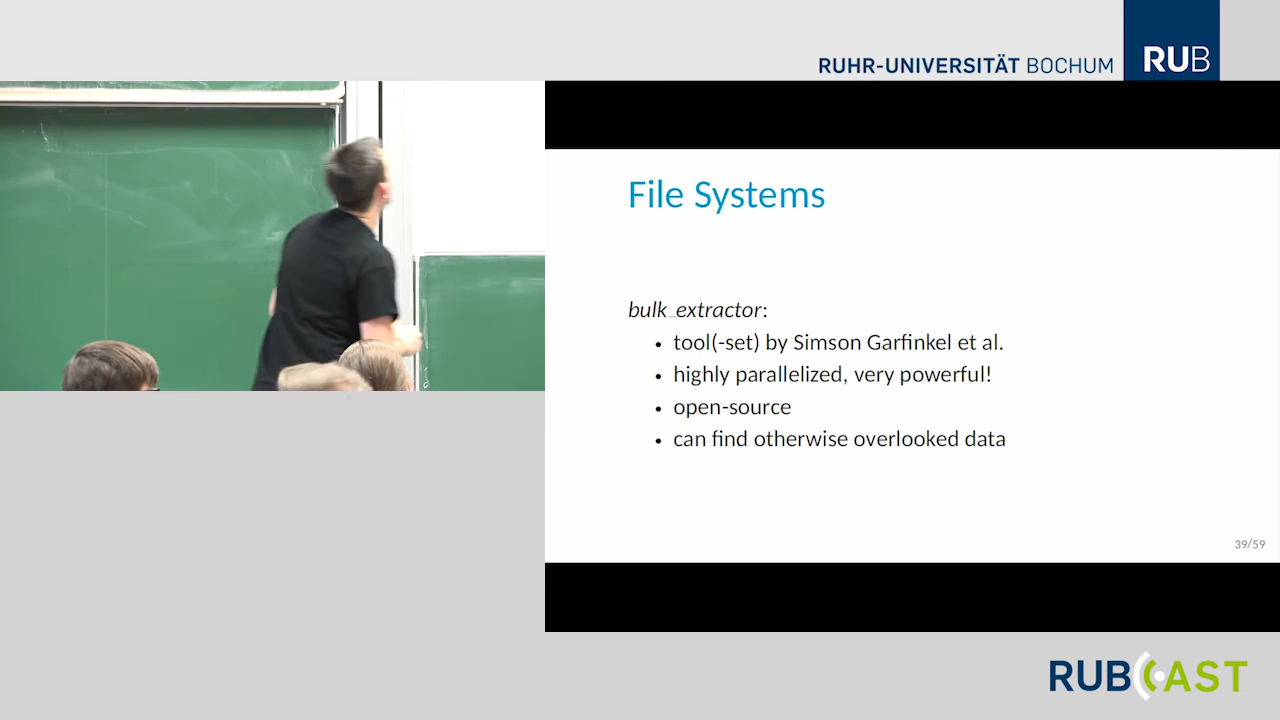 RUHR-UNIVERSITÄT BOCHUM
RUB
File Systems
bulk_extractor:
• tool(-set) by Simson Garfinkel et al.
• highly parallelized, very powerful!
• open-source
• can find otherwise overlooked data
39/59
RUBCAST